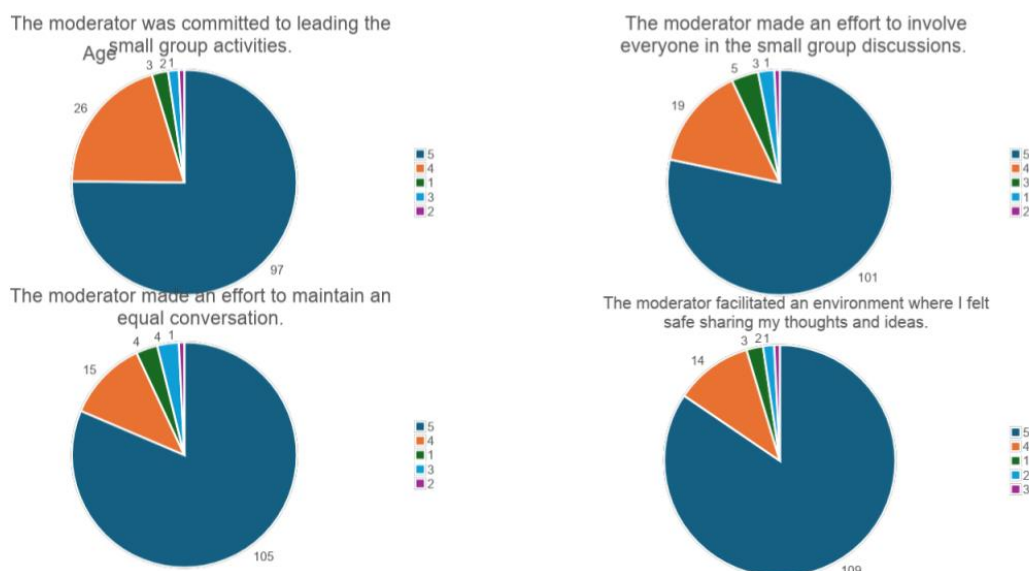 The moderator was committed to leading the
small group activities.
Age
3 2 1
26
97
5
4
1
3
2
The moderator made an effort to involve
everyone in the small group discussions.
5 3 1
19
101
5
4
3
1
2
The moderator made an effort to maintain an
equal conversation.
4 4 1
15
105
5
4
1
3
2
The moderator facilitated an environment where I felt
safe sharing my thoughts and ideas.
3 2 1
14
109
5
4
1
2
3